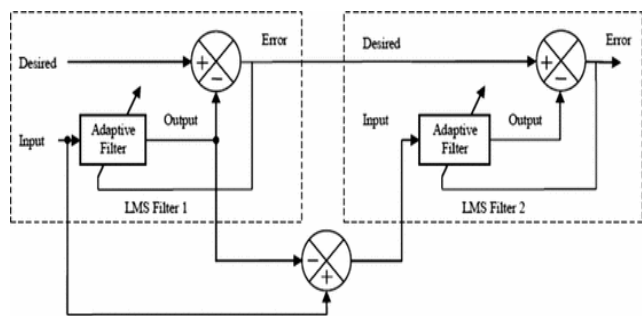 Error
Desired
+
−
Input
Adaptive
Filter
Output
LMS Filter 1
Desired
Error
+
−
Input
Adaptive
Filter
Output
LMS Filter 2
−
+